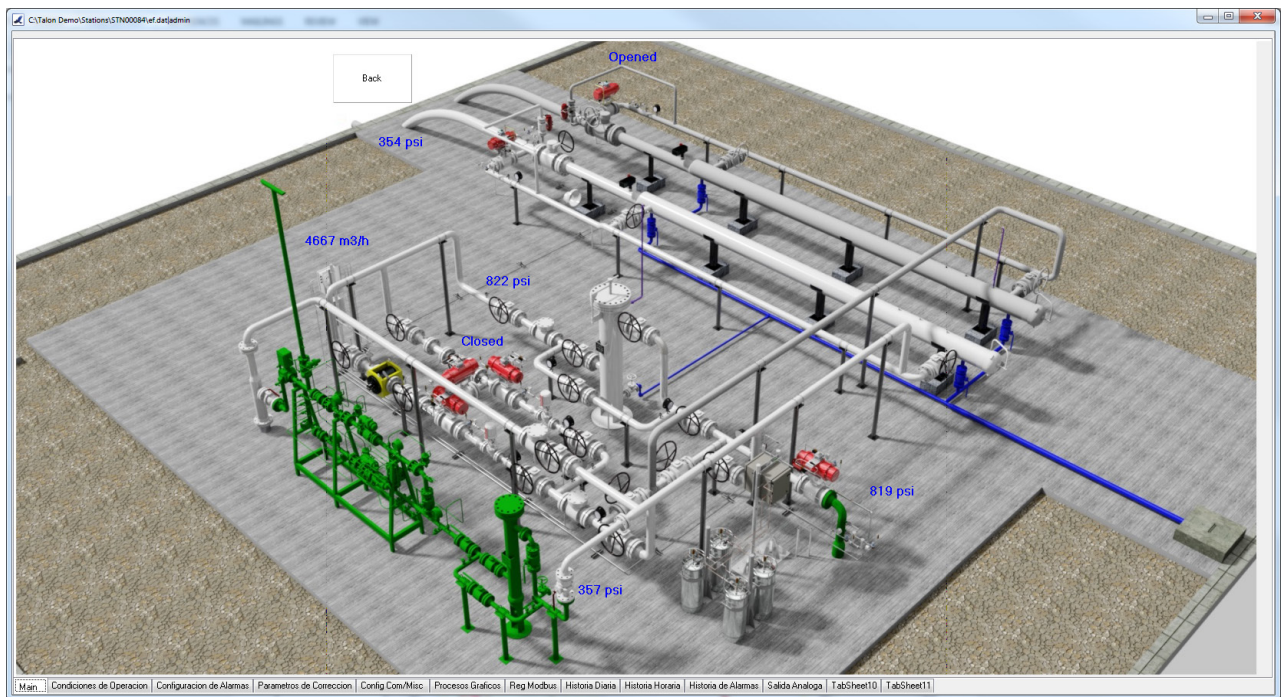 C:\Talon Demo\Stations\STN00084\ef.dat|admin
Back
Opened
354 psi
4667 m3/h
822 psi
Closed
819 psi
357 psi
Main
Condiciones de Operacion
Configuracion de Alarmas
Parametros de Correccion
Config Com/Misc
Procesos Graficos
Reg Modbus
Historia Diaria
Historia Horaria
Historia de Alarmas
Salida Analoga
TabSheet10
TabSheet11